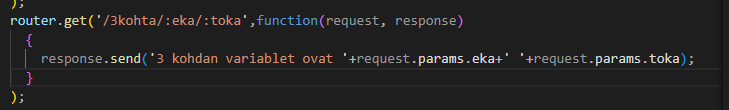 );
router.get('/3kohta/:eka/:toka',function(request, response)
{
response.send('3 kohdan variablet ovat '+request.params.eka+' '+request.params.toka);
}
);